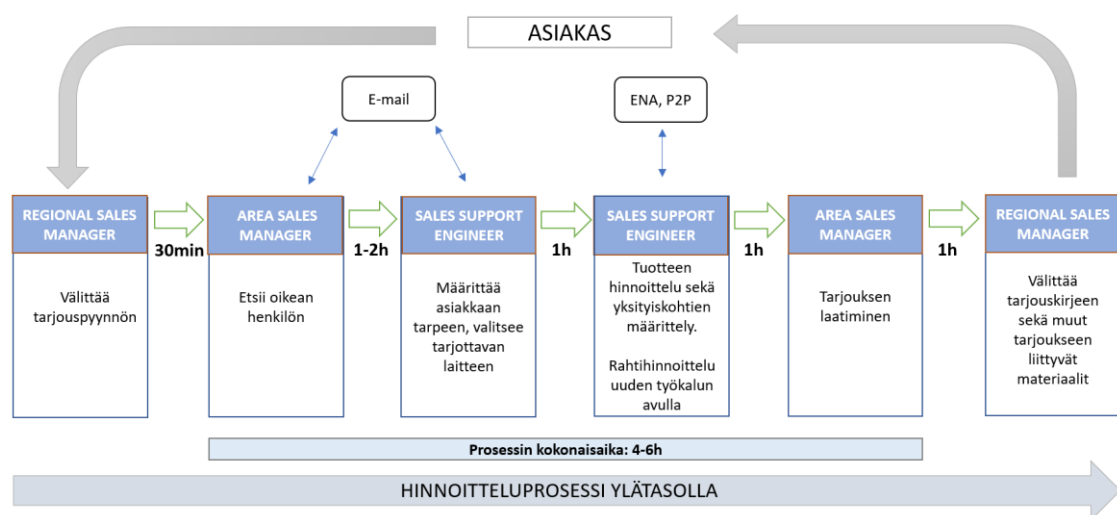 ASIAKAS
E-mail
ENA, P2P
REGIONAL SALES
MANAGER
30min
AREA SALES
MANAGER
1-2h
SALES SUPPORT
ENGINEER
1h
SALES SUPPORT
ENGINEER
1h
AREA SALES
MANAGER
1h
REGIONAL SALES
MANAGER
Välittää
tarjouspyynnön
Etsii oikean
henkilön
Määrittää
asiakkaan
tarpeen, valitsee
tarjottavan
laitteen
Tuotteen
hinnoittelu sekä
yksityiskohtien
määrittely.
Rahtihinnoittelu
uuden työkalun
avulla
Tarjouksen
laatiminen
Välittää
tarjouskirjeen
sekä muut
tarjoukseen
liittyvät
materiaalit
Prosessin kokonaisaika: 4-6h
HINNOITTELUPROSESSI YLÄTASOLLA